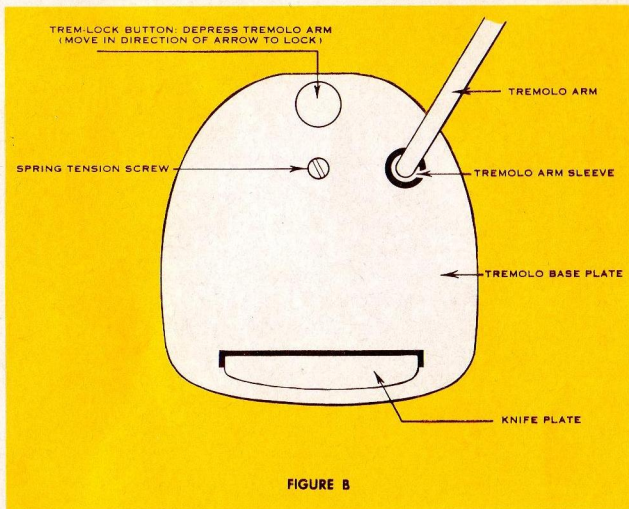 TREM-LOCK BUTTON: DEPRESS TREMOLO ARM
(MOVE IN DIRECTION OF ARROW TO LOCK)
TREMOLO ARM
SPRING TENSION SCREW
TREMOLO ARM SLEEVE
TREMOLO BASE PLATE
KNIFE PLATE
FIGURE B